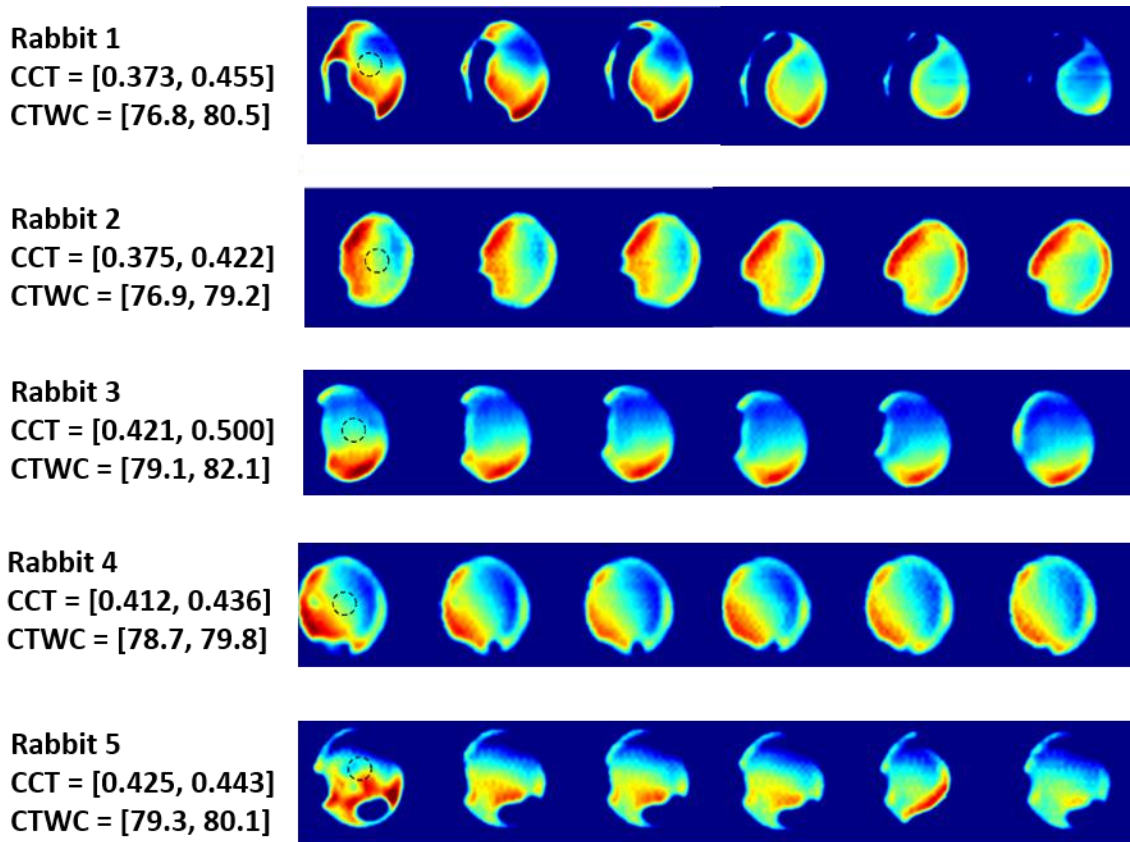 Rabbit 1
CCT = [0.373, 0.455]
CTWC = [76.8, 80.5]
Rabbit 2
CCT = [0.375, 0.422]
CTWC = [76.9, 79.2]
Rabbit 3
CCT = [0.421, 0.500]
CTWC = [79.1, 82.1]
Rabbit 4
CCT = [0.412, 0.436]
CTWC = [78.7, 79.8]
Rabbit 5
CCT = [0.425, 0.443]
CTWC = [79.3, 80.1]